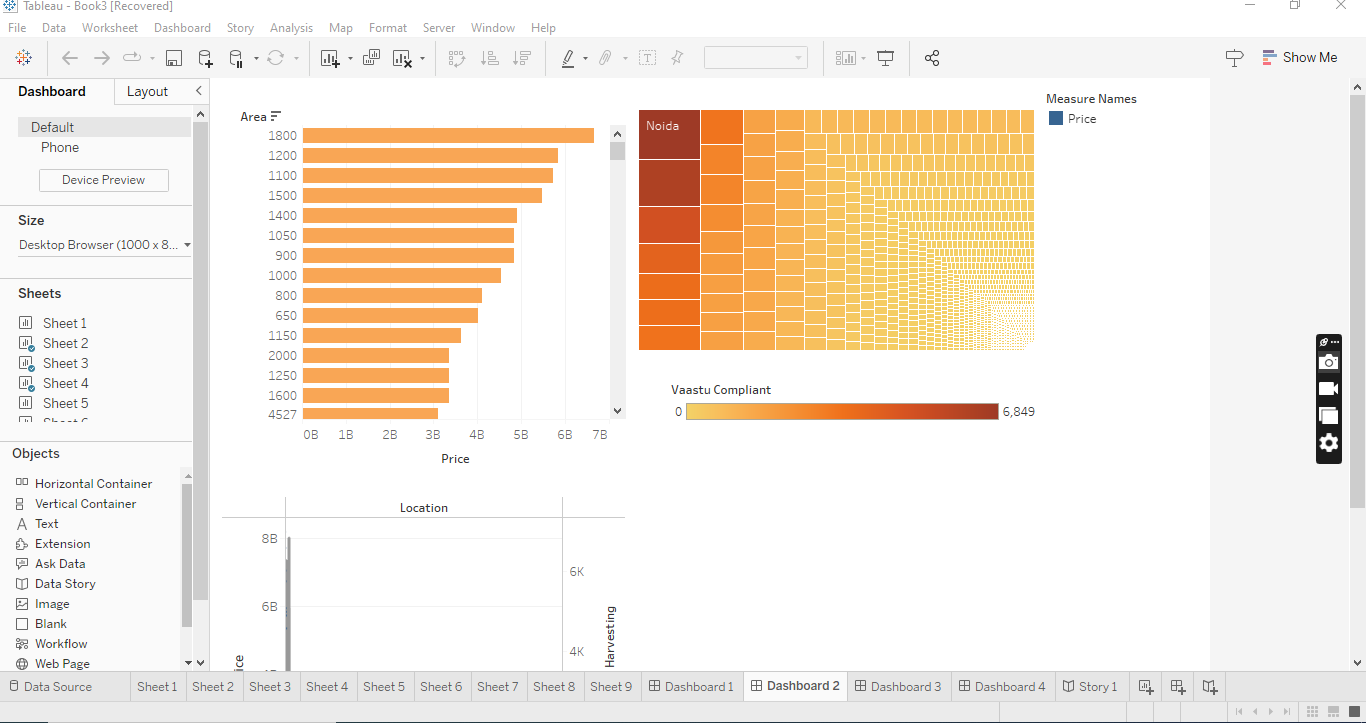 Tableau - Book3 [Recovered]
File Data Worksheet Dashboard Story Analysis Map Format Server Window Help
Show Me
Dashboard Layout
Default
Phone
Device Preview
Size
Desktop Browser (1000 x 8...
Sheets
Sheet 1
Sheet 2
Sheet 3
Sheet 4
Sheet 5
Objects
Horizontal Container
Vertical Container
Text
Extension
Ask Data
Data Story
Image
Blank
Workflow
Web Page
Area
1800
1200
1100
1500
1400
1050
900
1000
800
650
1150
2000
1250
1600
4527
0B 1B 2B 3B 4B 5B 6B 7B
Price
Noida
Measure Names
Price
Vaastu Compliant
0 6,849
Location
8B
6B
6K
4K
Harvesting
Data Source Sheet 1 Sheet 2 Sheet 3 Sheet 4 Sheet 5 Sheet 6 Sheet 7 Sheet 8 Sheet 9 Dashboard 1 Dashboard 2 Dashboard 3 Dashboard 4 Story 1